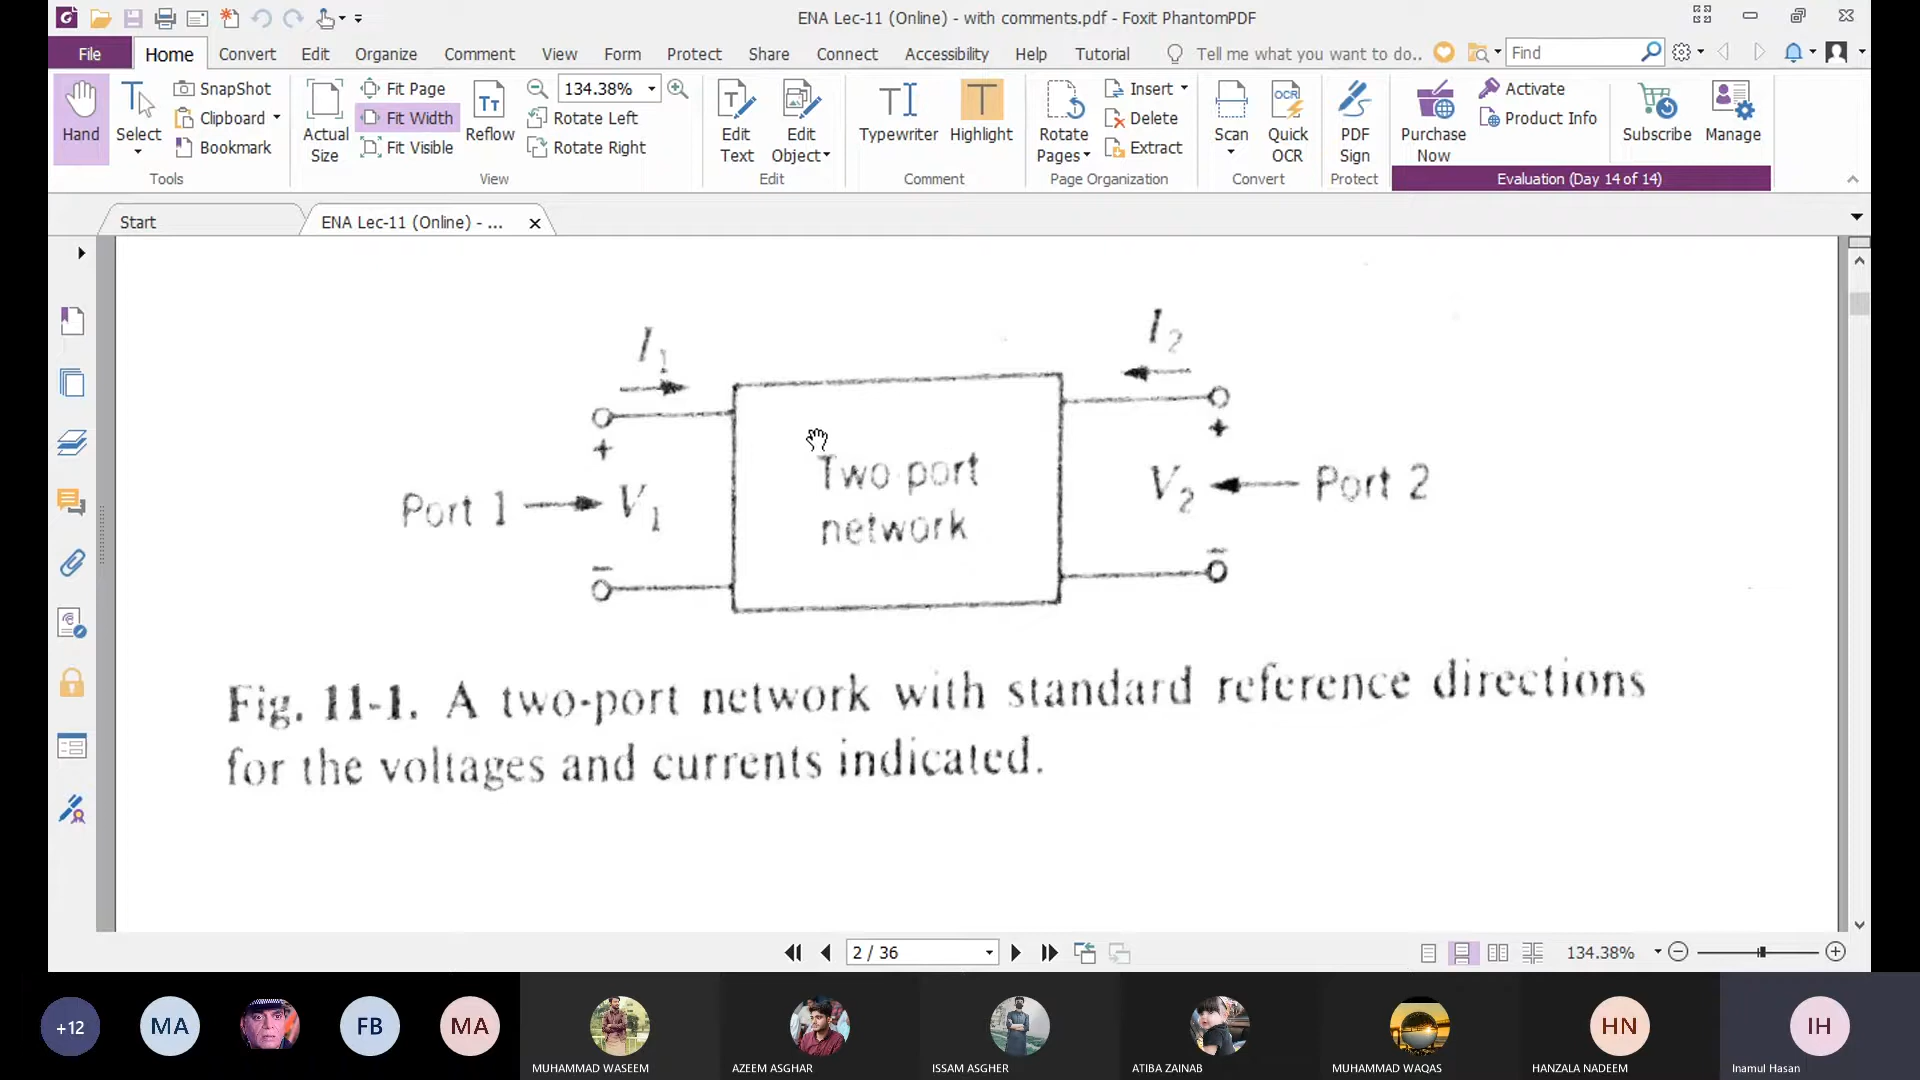 ENA Lec-11 (Online) - with comments.pdf - Foxit PhantomPDF
File Home Convert Edit Organize Comment View Form Protect Share Connect Accessibility Help Tutorial Tell me what you want to do.. Find
Hand
Select
SnapShot
Clipboard
Bookmark
Tools
Actual Size
Fit Page
Fit Width
Fit Visible
Reflow
134.38%
Rotate Left
Rotate Right
View
Edit Text
Edit Object
Edit
Typewriter
Highlight
Comment
Rotate Pages
Insert
Delete
Extract
Page Organization
Scan
Quick OCR
OCR
Convert
PDF Sign
Protect
Purchase Now
Activate
Product Info
Subscribe
Manage
Evaluation (Day 14 of 14)
Start
ENA Lec-11 (Online) - ...
I1
I2
+
+
Port 1
V1
Two port
network
V2
Port 2
−
−
Fig. 11-1. A two-port network with standard reference directions
for the voltages and currents indicated.
2 / 36
134.38%
+12
MA
FB
MA
HN
IH
MUHAMMAD WASEEM
AZEEM ASGHAR
ISSAM ASGHER
ATIBA ZAINAB
MUHAMMAD WAQAS
HANZALA NADEEM
Inamul Hasan